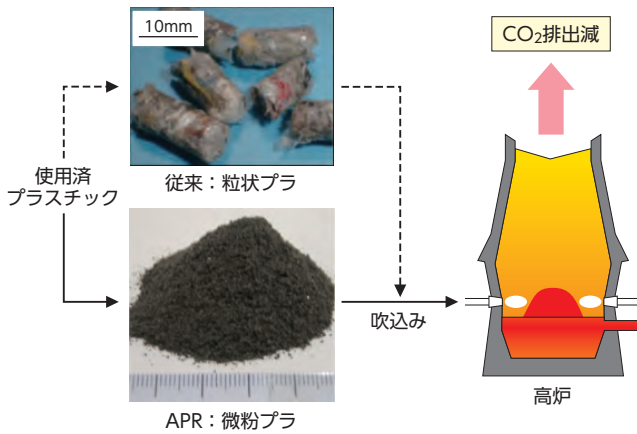 10mm
従来：粒状プラ
使用済
プラスチック
APR：微粉プラ
吹込み
CO₂排出減
高炉